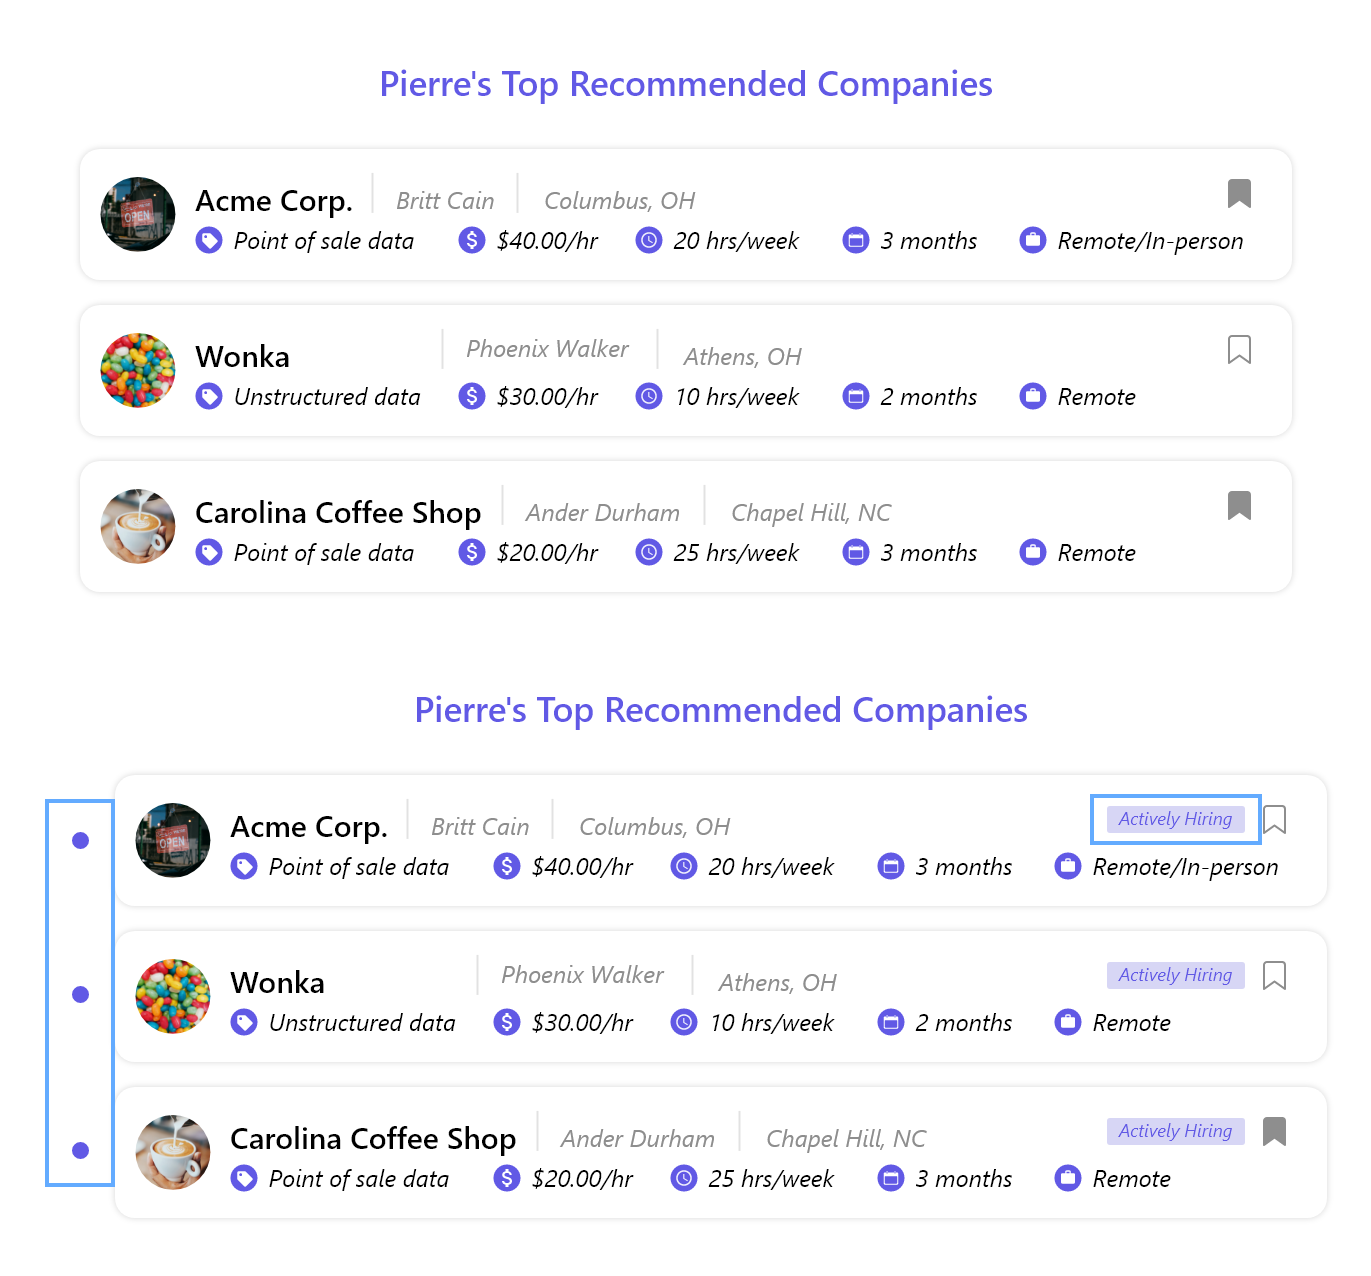 Pierre's Top Recommended Companies
Acme Corp. Britt Cain Columbus, OH
Point of sale data $40.00/hr 20 hrs/week 3 months Remote/In-person
Wonka Phoenix Walker Athens, OH
Unstructured data $30.00/hr 10 hrs/week 2 months Remote
Carolina Coffee Shop Ander Durham Chapel Hill, NC
Point of sale data $20.00/hr 25 hrs/week 3 months Remote
Pierre's Top Recommended Companies
Acme Corp. Britt Cain Columbus, OH Actively Hiring
Point of sale data $40.00/hr 20 hrs/week 3 months Remote/In-person
Wonka Phoenix Walker Athens, OH Actively Hiring
Unstructured data $30.00/hr 10 hrs/week 2 months Remote
Carolina Coffee Shop Ander Durham Chapel Hill, NC Actively Hiring
Point of sale data $20.00/hr 25 hrs/week 3 months Remote
OPEN
OPEN